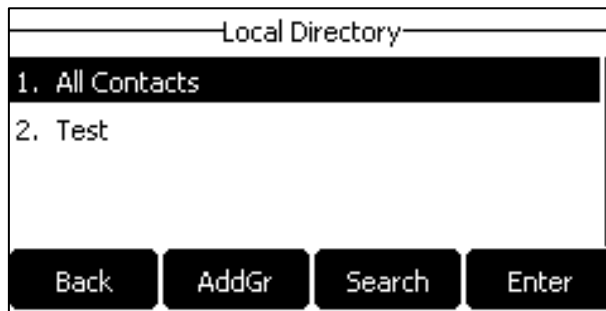 Local Directory
1. All Contacts
2. Test
Back AddGr Search Enter